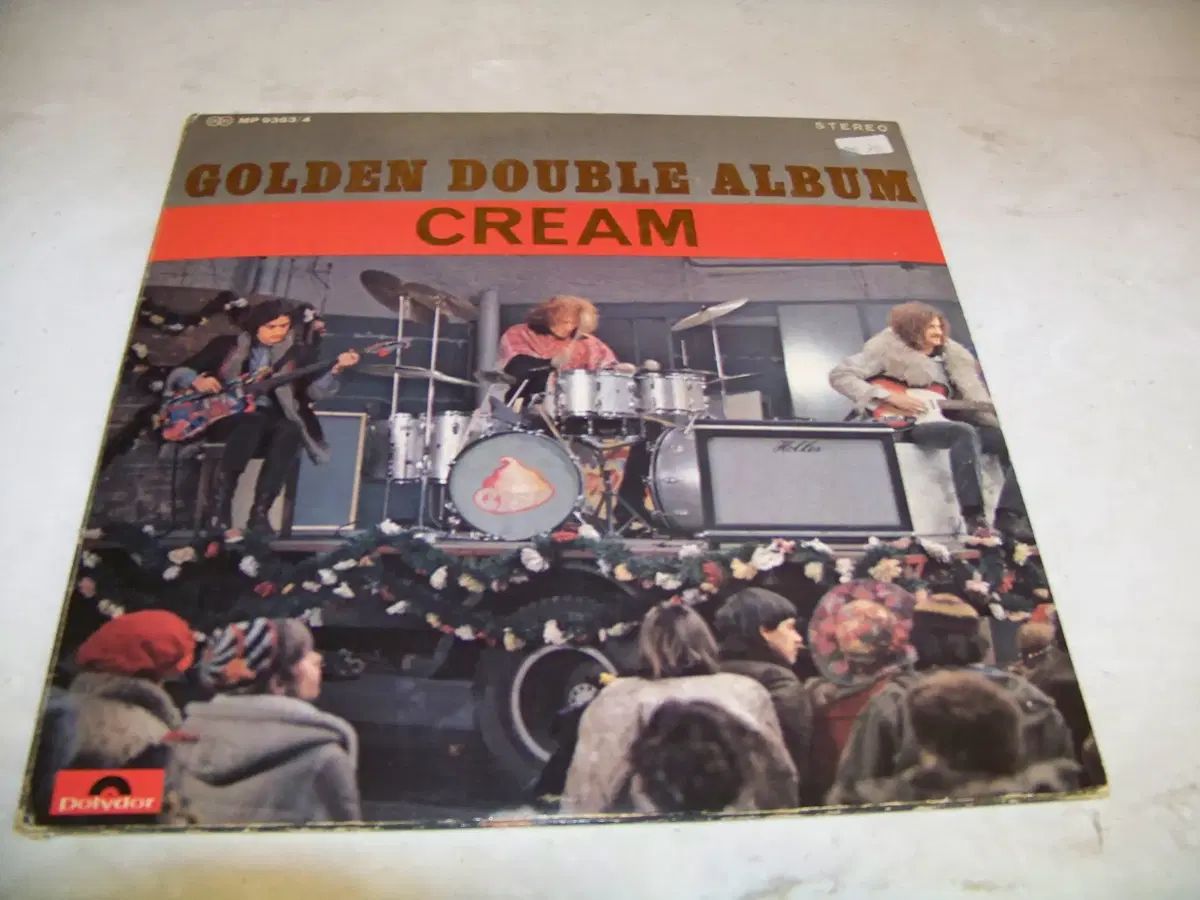 MP 9363/4
STEREO
GOLDEN DOUBLE ALBUM
CREAM
Polydor